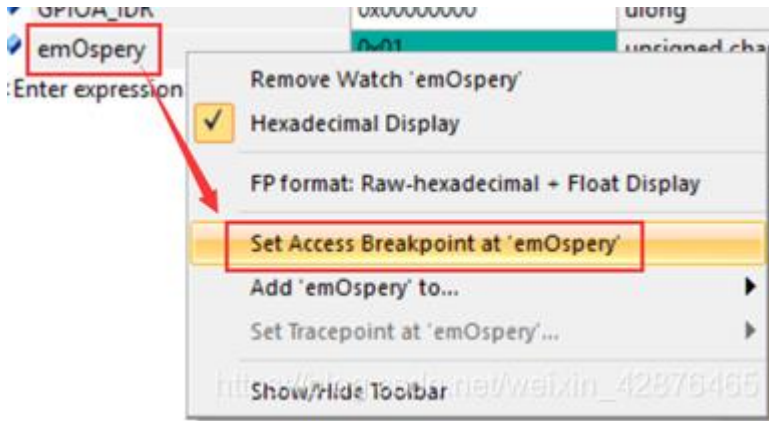 GPIOA_IDR 0x00000000 ulong
emOspery 0x01 unsigned cha
<Enter expression
Remove Watch 'emOspery'
Hexadecimal Display
FP format: Raw-hexadecimal + Float Display
Set Access Breakpoint at 'emOspery'
Add 'emOspery' to...
Set Tracepoint at 'emOspery'...
Show/Hide Toolbar
https://blog.csdn.net/weixin_42876465